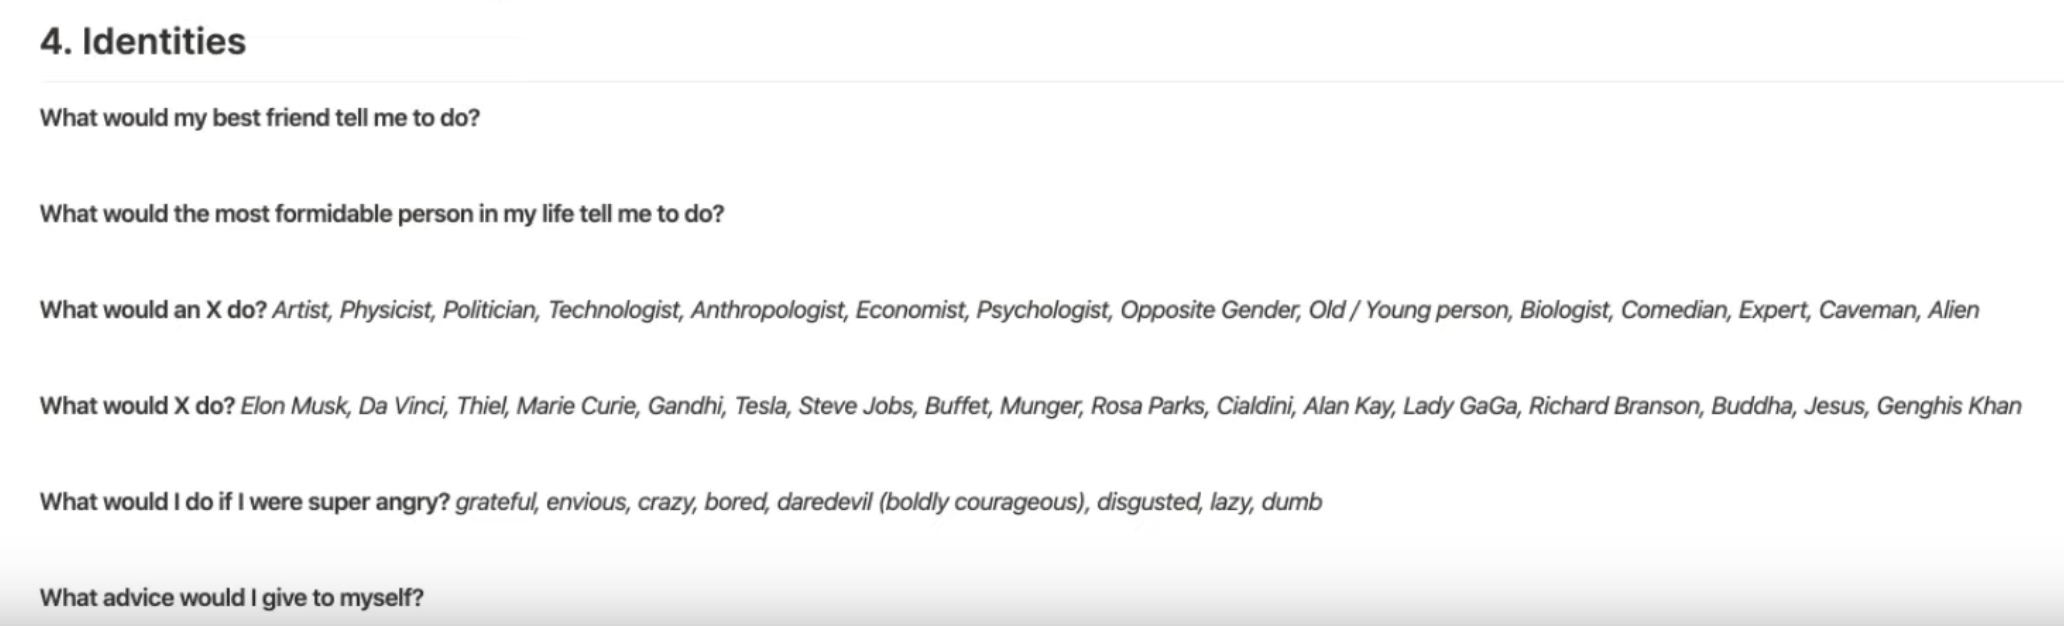 4. Identities
What would my best friend tell me to do?
What would the most formidable person in my life tell me to do?
What would an X do? Artist, Physicist, Politician, Technologist, Anthropologist, Economist, Psychologist, Opposite Gender, Old / Young person, Biologist, Comedian, Expert, Caveman, Alien
What would X do? Elon Musk, Da Vinci, Thiel, Marie Curie, Gandhi, Tesla, Steve Jobs, Buffet, Munger, Rosa Parks, Cialdini, Alan Kay, Lady GaGa, Richard Branson, Buddha, Jesus, Genghis Khan
What would I do if I were super angry? grateful, envious, crazy, bored, daredevil (boldly courageous), disgusted, lazy, dumb
What advice would I give to myself?